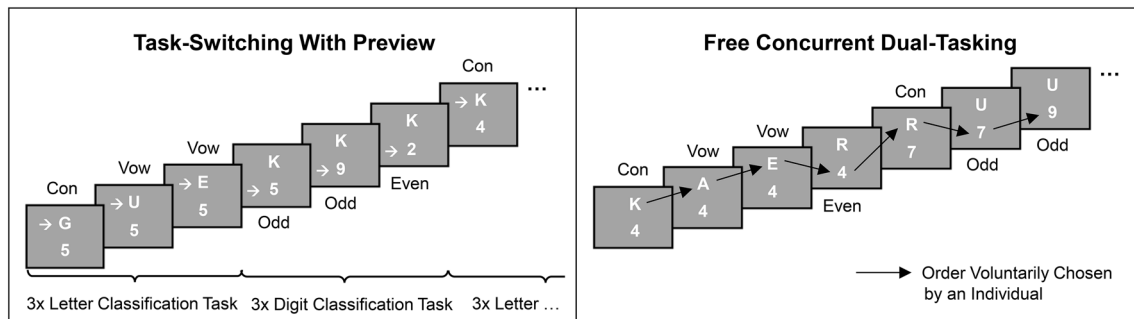 Task-Switching With Preview
Con
→ G
5
Vow
→ U
5
Vow
→ E
5
K
→ 5
Odd
K
→ 9
Odd
K
→ 2
Even
Con
→ K
4
...
3x Letter Classification Task
3x Digit Classification Task
3x Letter ...
Free Concurrent Dual-Tasking
Con
K
4
Vow
A
4
Vow
E
4
R
4
Even
Con
R
7
U
7
Odd
U
9
Odd
...
Order Voluntarily Chosen
by an Individual